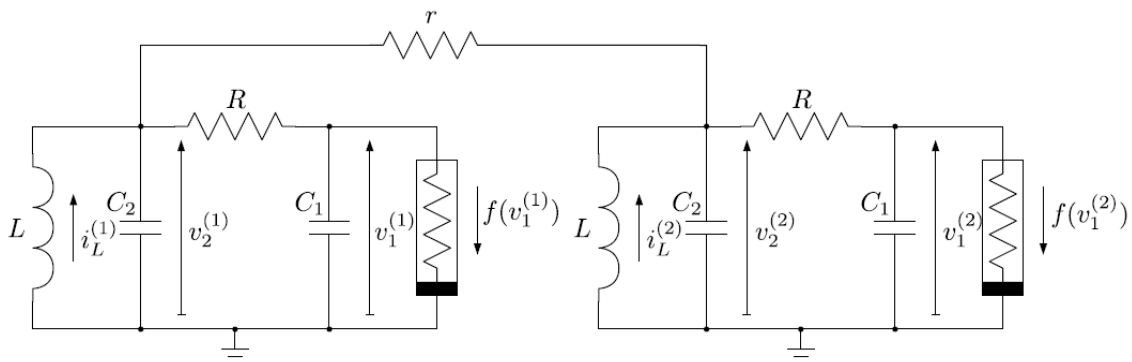 r
R
R
L
i_L^{(1)}
C_2
v_2^{(1)}
C_1
v_1^{(1)}
f(v_1^{(1)})
L
i_L^{(2)}
C_2
v_2^{(2)}
C_1
v_1^{(2)}
f(v_1^{(2)})